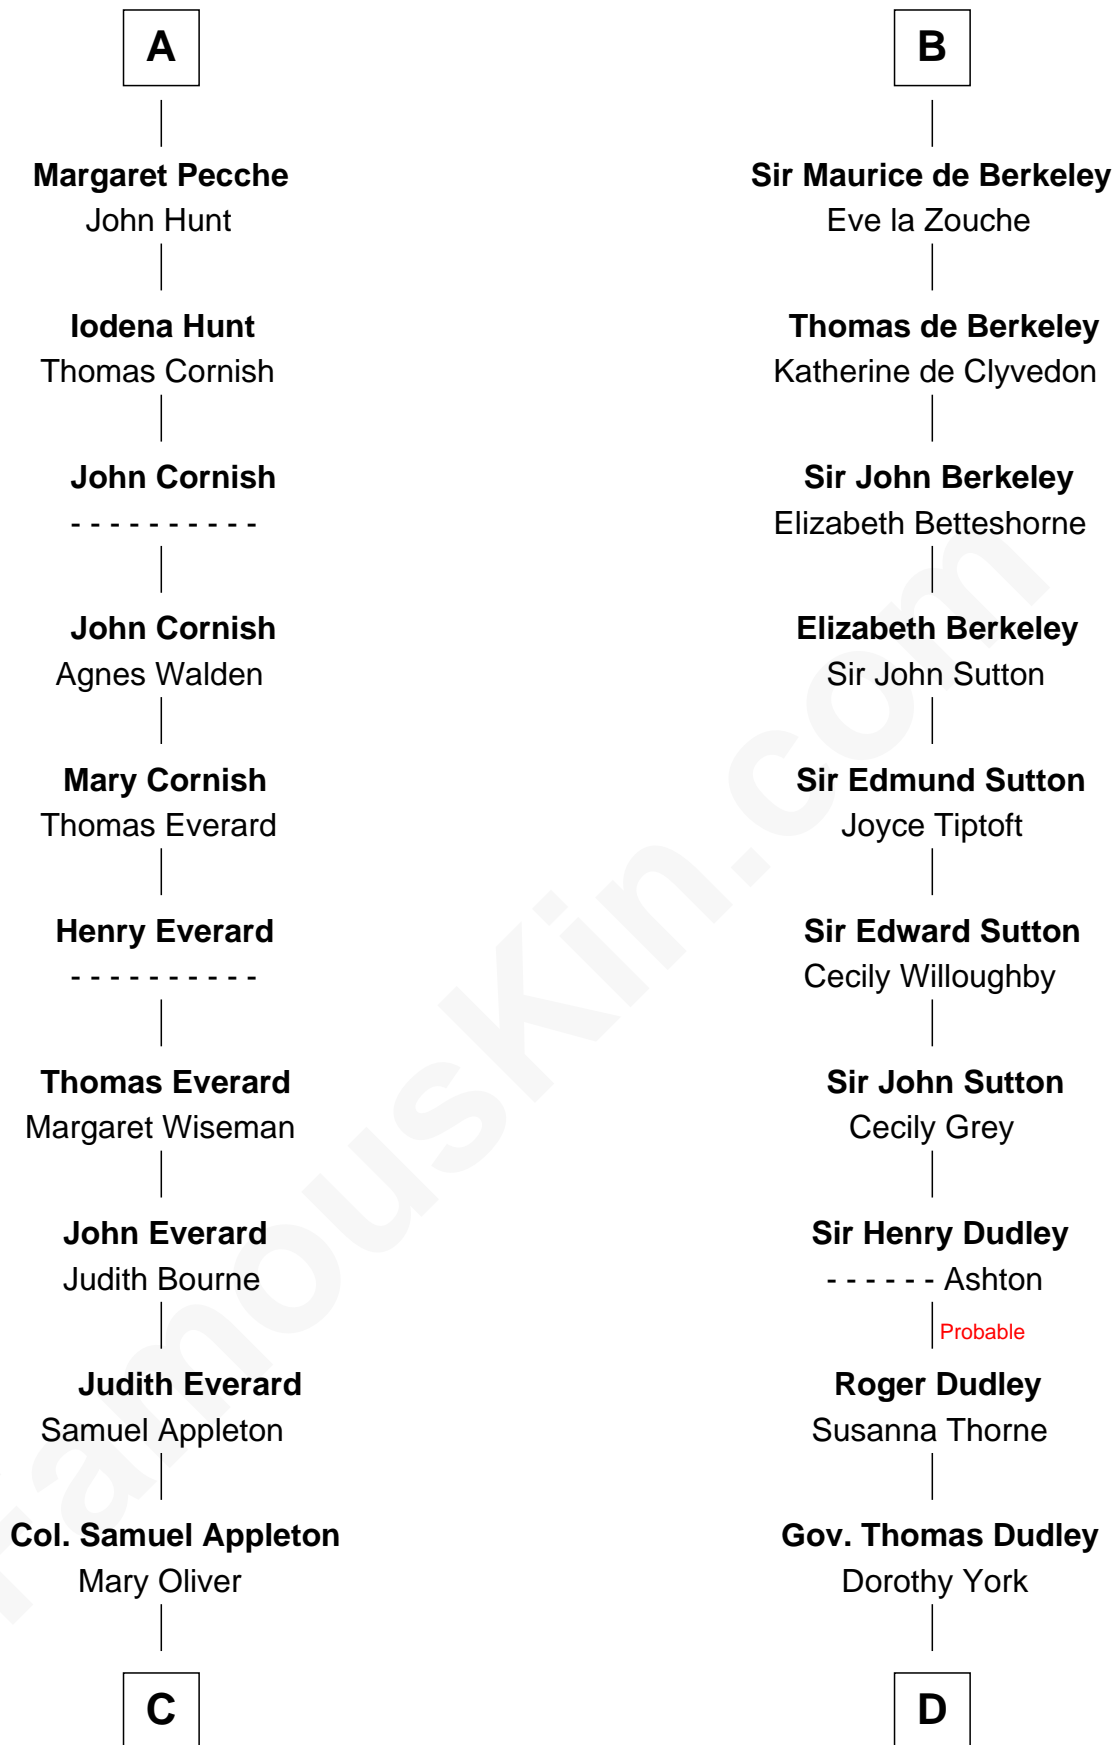 A
Margaret Pecche
John Hunt
Iodena Hunt
Thomas Cornish
John Cornish
- - - - - - - - - -
John Cornish
Agnes Walden
Mary Cornish
Thomas Everard
Henry Everard
- - - - - - - - - -
Thomas Everard
Margaret Wiseman
John Everard
Judith Bourne
Judith Everard
Samuel Appleton
Col. Samuel Appleton
Mary Oliver
C
B
Sir Maurice de Berkeley
Eve la Zouche
Thomas de Berkeley
Katherine de Clyvedon
Sir John Berkeley
Elizabeth Betteshorne
Elizabeth Berkeley
Sir John Sutton
Sir Edmund Sutton
Joyce Tiptoft
Sir Edward Sutton
Cecily Willoughby
Sir John Sutton
Cecily Grey
Sir Henry Dudley
- - - - - - Ashton
Probable
Roger Dudley
Susanna Thorne
Gov. Thomas Dudley
Dorothy York
D
FamousKin.com